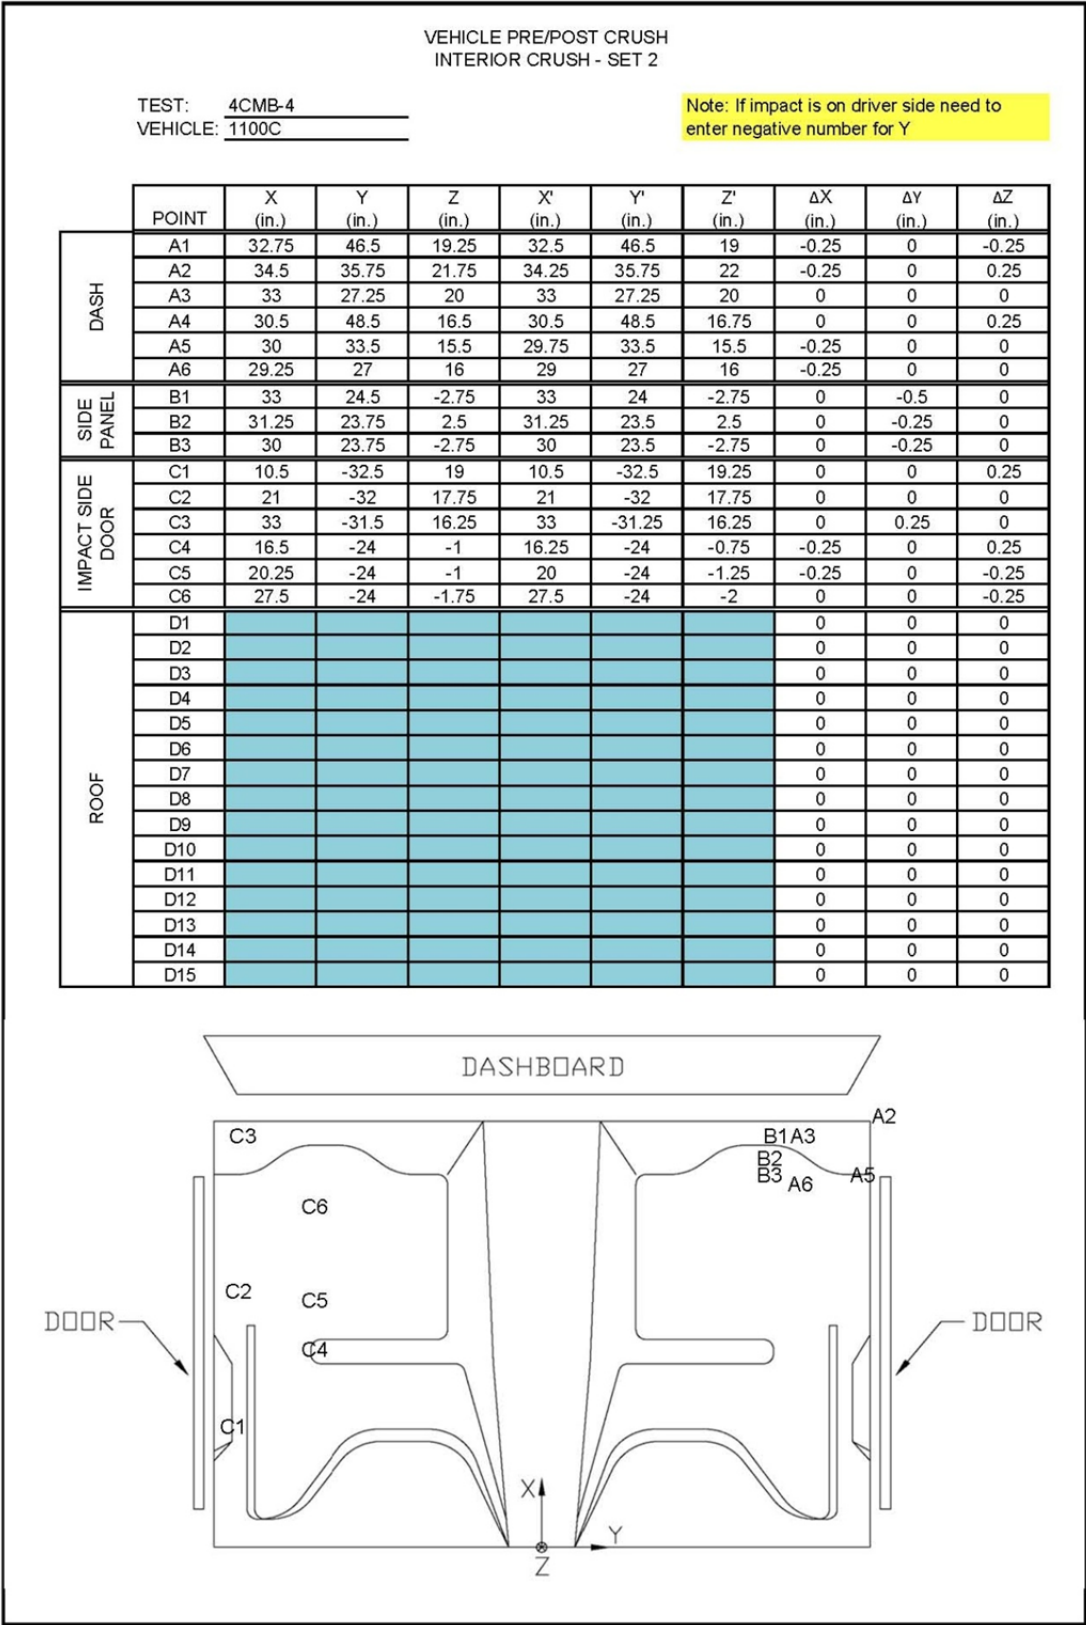 VEHICLE PRE/POST CRUSH
INTERIOR CRUSH - SET 2
TEST: 4CMB-4
VEHICLE: 1100C
Note: If impact is on driver side need to
enter negative number for Y
POINT X (in.) Y (in.) Z (in.) X' (in.) Y' (in.) Z' (in.) ΔX (in.) ΔY (in.) ΔZ (in.)
DASH
A1 32.75 46.5 19.25 32.5 46.5 19 -0.25 0 -0.25
A2 34.5 35.75 21.75 34.25 35.75 22 -0.25 0 0.25
A3 33 27.25 20 33 27.25 20 0 0 0
A4 30.5 48.5 16.5 30.5 48.5 16.75 0 0 0.25
A5 30 33.5 15.5 29.75 33.5 15.5 -0.25 0 0
A6 29.25 27 16 29 27 16 -0.25 0 0
SIDE PANEL
B1 33 24.5 -2.75 33 24 -2.75 0 -0.5 0
B2 31.25 23.75 2.5 31.25 23.5 2.5 0 -0.25 0
B3 30 23.75 -2.75 30 23.5 -2.75 0 -0.25 0
IMPACT SIDE DOOR
C1 10.5 -32.5 19 10.5 -32.5 19.25 0 0 0.25
C2 21 -32 17.75 21 -32 17.75 0 0 0
C3 33 -31.5 16.25 33 -31.25 16.25 0 0.25 0
C4 16.5 -24 -1 16.25 -24 -0.75 -0.25 0 0.25
C5 20.25 -24 -1 20 -24 -1.25 -0.25 0 -0.25
C6 27.5 -24 -1.75 27.5 -24 -2 0 0 -0.25
ROOF
D1 0 0 0
D2 0 0 0
D3 0 0 0
D4 0 0 0
D5 0 0 0
D6 0 0 0
D7 0 0 0
D8 0 0 0
D9 0 0 0
D10 0 0 0
D11 0 0 0
D12 0 0 0
D13 0 0 0
D14 0 0 0
D15 0 0 0
DASHBOARD
A2
C3 B1 A3
B2
B3 A5
A6
C6
C2 C5
DOOR DOOR
C4
C1
X
Y
Z